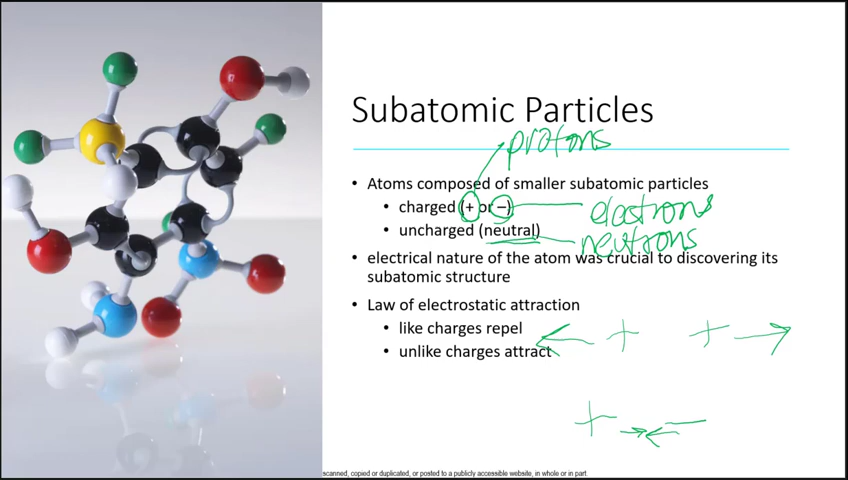 Subatomic Particles
protons
• Atoms composed of smaller subatomic particles
• charged (+ or –)
electrons
• uncharged (neutral)
neutrons
• electrical nature of the atom was crucial to discovering its
subatomic structure
• Law of electrostatic attraction
• like charges repel
+ +
• unlike charges attract
+ –
scanned, copied or duplicated, or posted to a publicly accessible website, in whole or in part